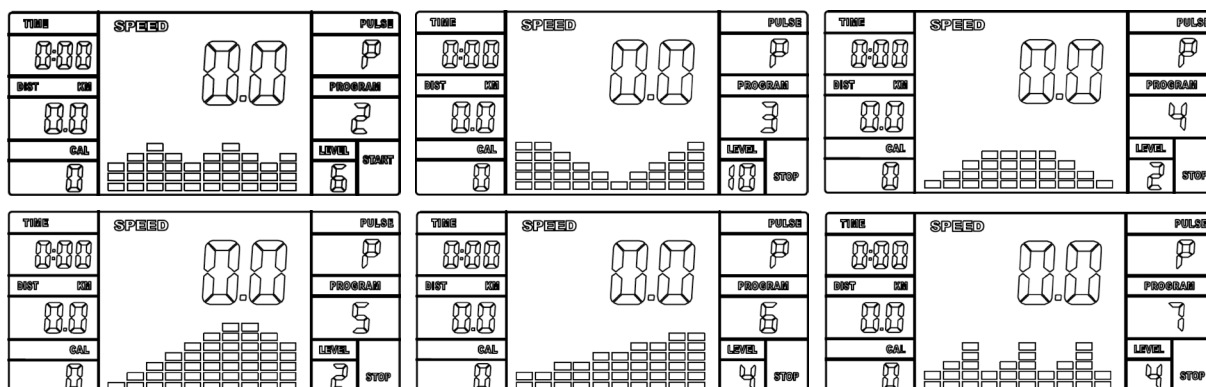 TIME SPEED PULSE
0:00 0.0 P
DIST KM PROGRAM
0.0 2
CAL LEVEL START
0 6
TIME SPEED PULSE
0:00 0.0 P
DIST KM PROGRAM
0.0 3
CAL LEVEL STOP
0 10
TIME SPEED PULSE
0:00 0.0 P
DIST KM PROGRAM
0.0 4
CAL LEVEL STOP
0 2
TIME SPEED PULSE
0:00 0.0 P
DIST KM PROGRAM
0.0 5
CAL LEVEL STOP
0 2
TIME SPEED PULSE
0:00 0.0 P
DIST KM PROGRAM
0.0 6
CAL LEVEL STOP
0 4
TIME SPEED PULSE
0:00 0.0 P
DIST KM PROGRAM
0.0 7
CAL LEVEL STOP
0 4